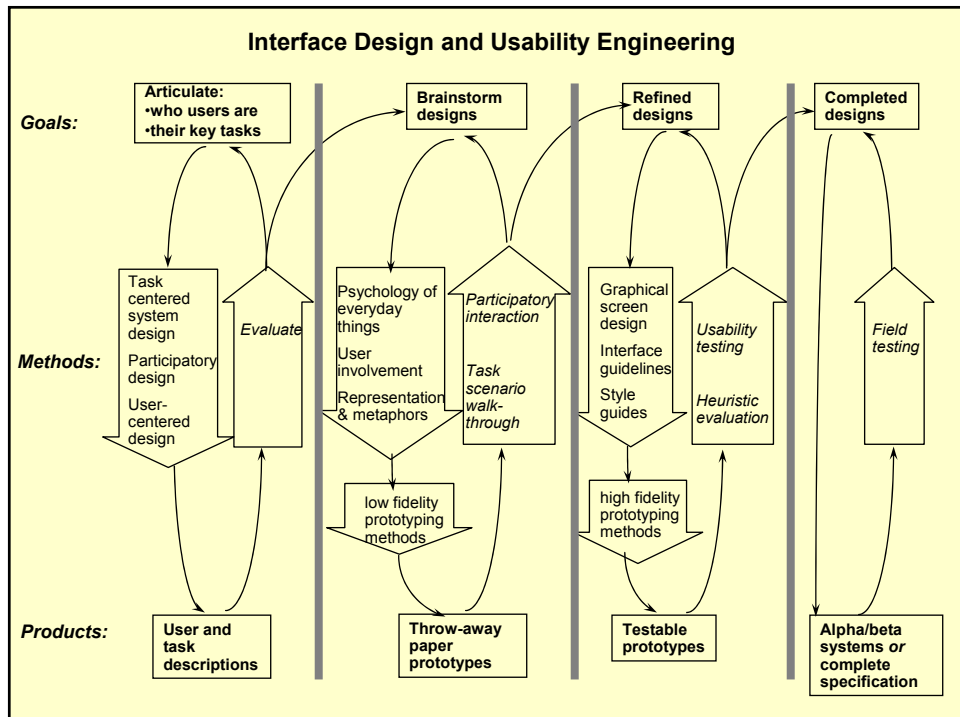 Interface Design and Usability Engineering
Goals:
Articulate:
•who users are
•their key tasks
Brainstorm
designs
Refined
designs
Completed
designs
Methods:
Task
centered
system
design
Participatory
design
User-
centered
design
Evaluate
Psychology of
everyday
things
User
involvement
Representation
& metaphors
low fidelity
prototyping
methods
Participatory
interaction
Task
scenario
walk-
through
Graphical
screen
design
Interface
guidelines
Style
guides
high fidelity
prototyping
methods
Usability
testing
Heuristic
evaluation
Field
testing
Products:
User and
task
descriptions
Throw-away
paper
prototypes
Testable
prototypes
Alpha/beta
systems or
complete
specification